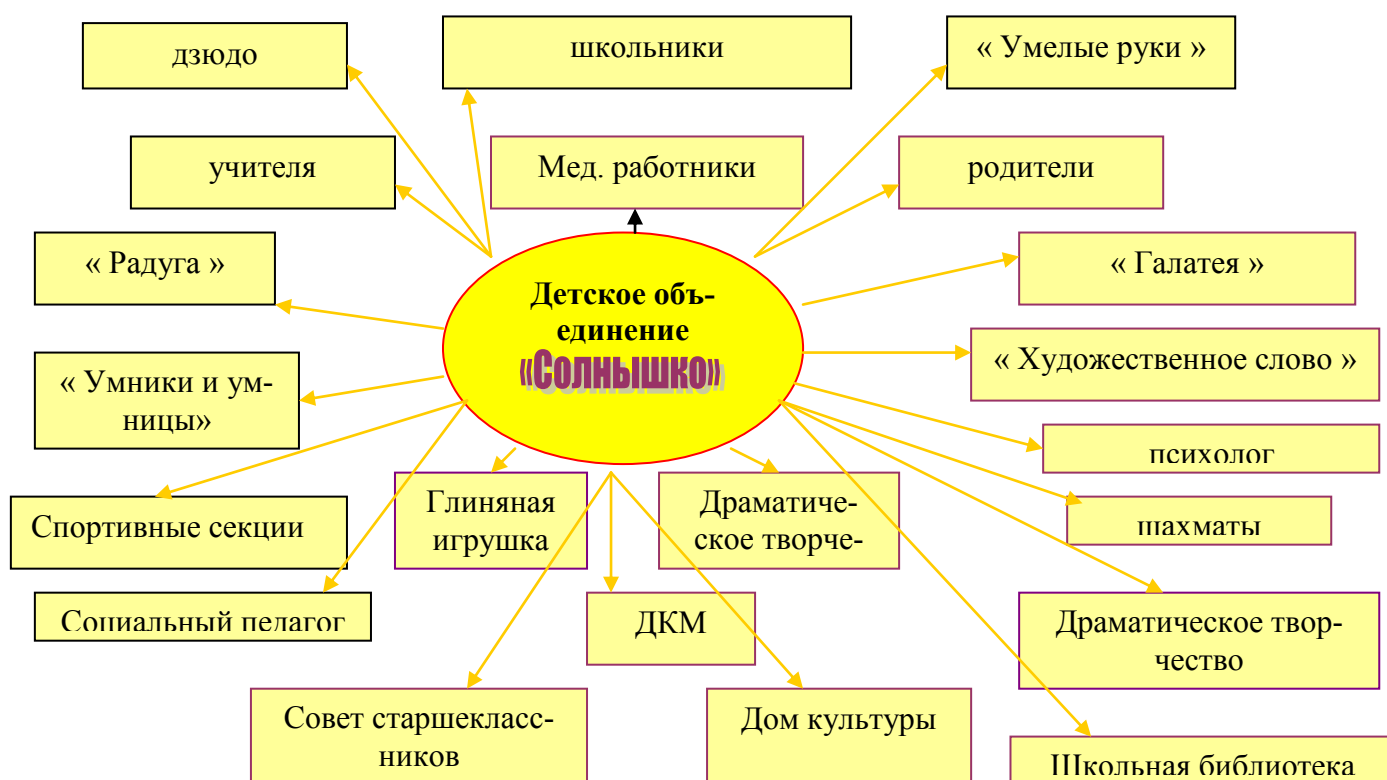 дзюдо
школьники
« Умелые руки »
учителя
Мед. работники
родители
« Радуга »
« Галатея »
Детское объ-
единение
«Солнышко»
« Умники и ум-
ницы»
« Художественное слово »
психолог
Спортивные секции
Глиняная
игрушка
Драматиче-
ское творче-
шахматы
Социальный педагог
ДКМ
Драматическое твор-
чество
Совет старшекласс-
ников
Дом культуры
Школьная библиотека